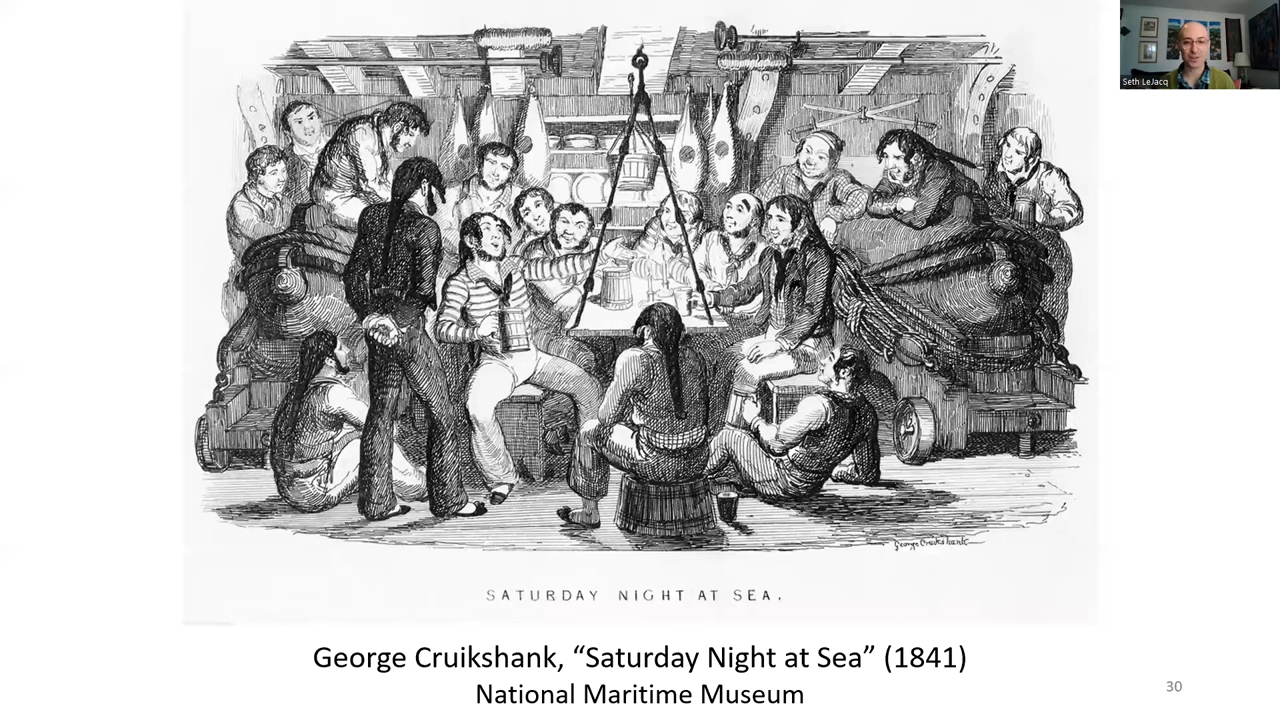 Seth LeJacq
George Cruikshank
SATURDAY NIGHT AT SEA.
George Cruikshank, “Saturday Night at Sea” (1841)
National Maritime Museum
30